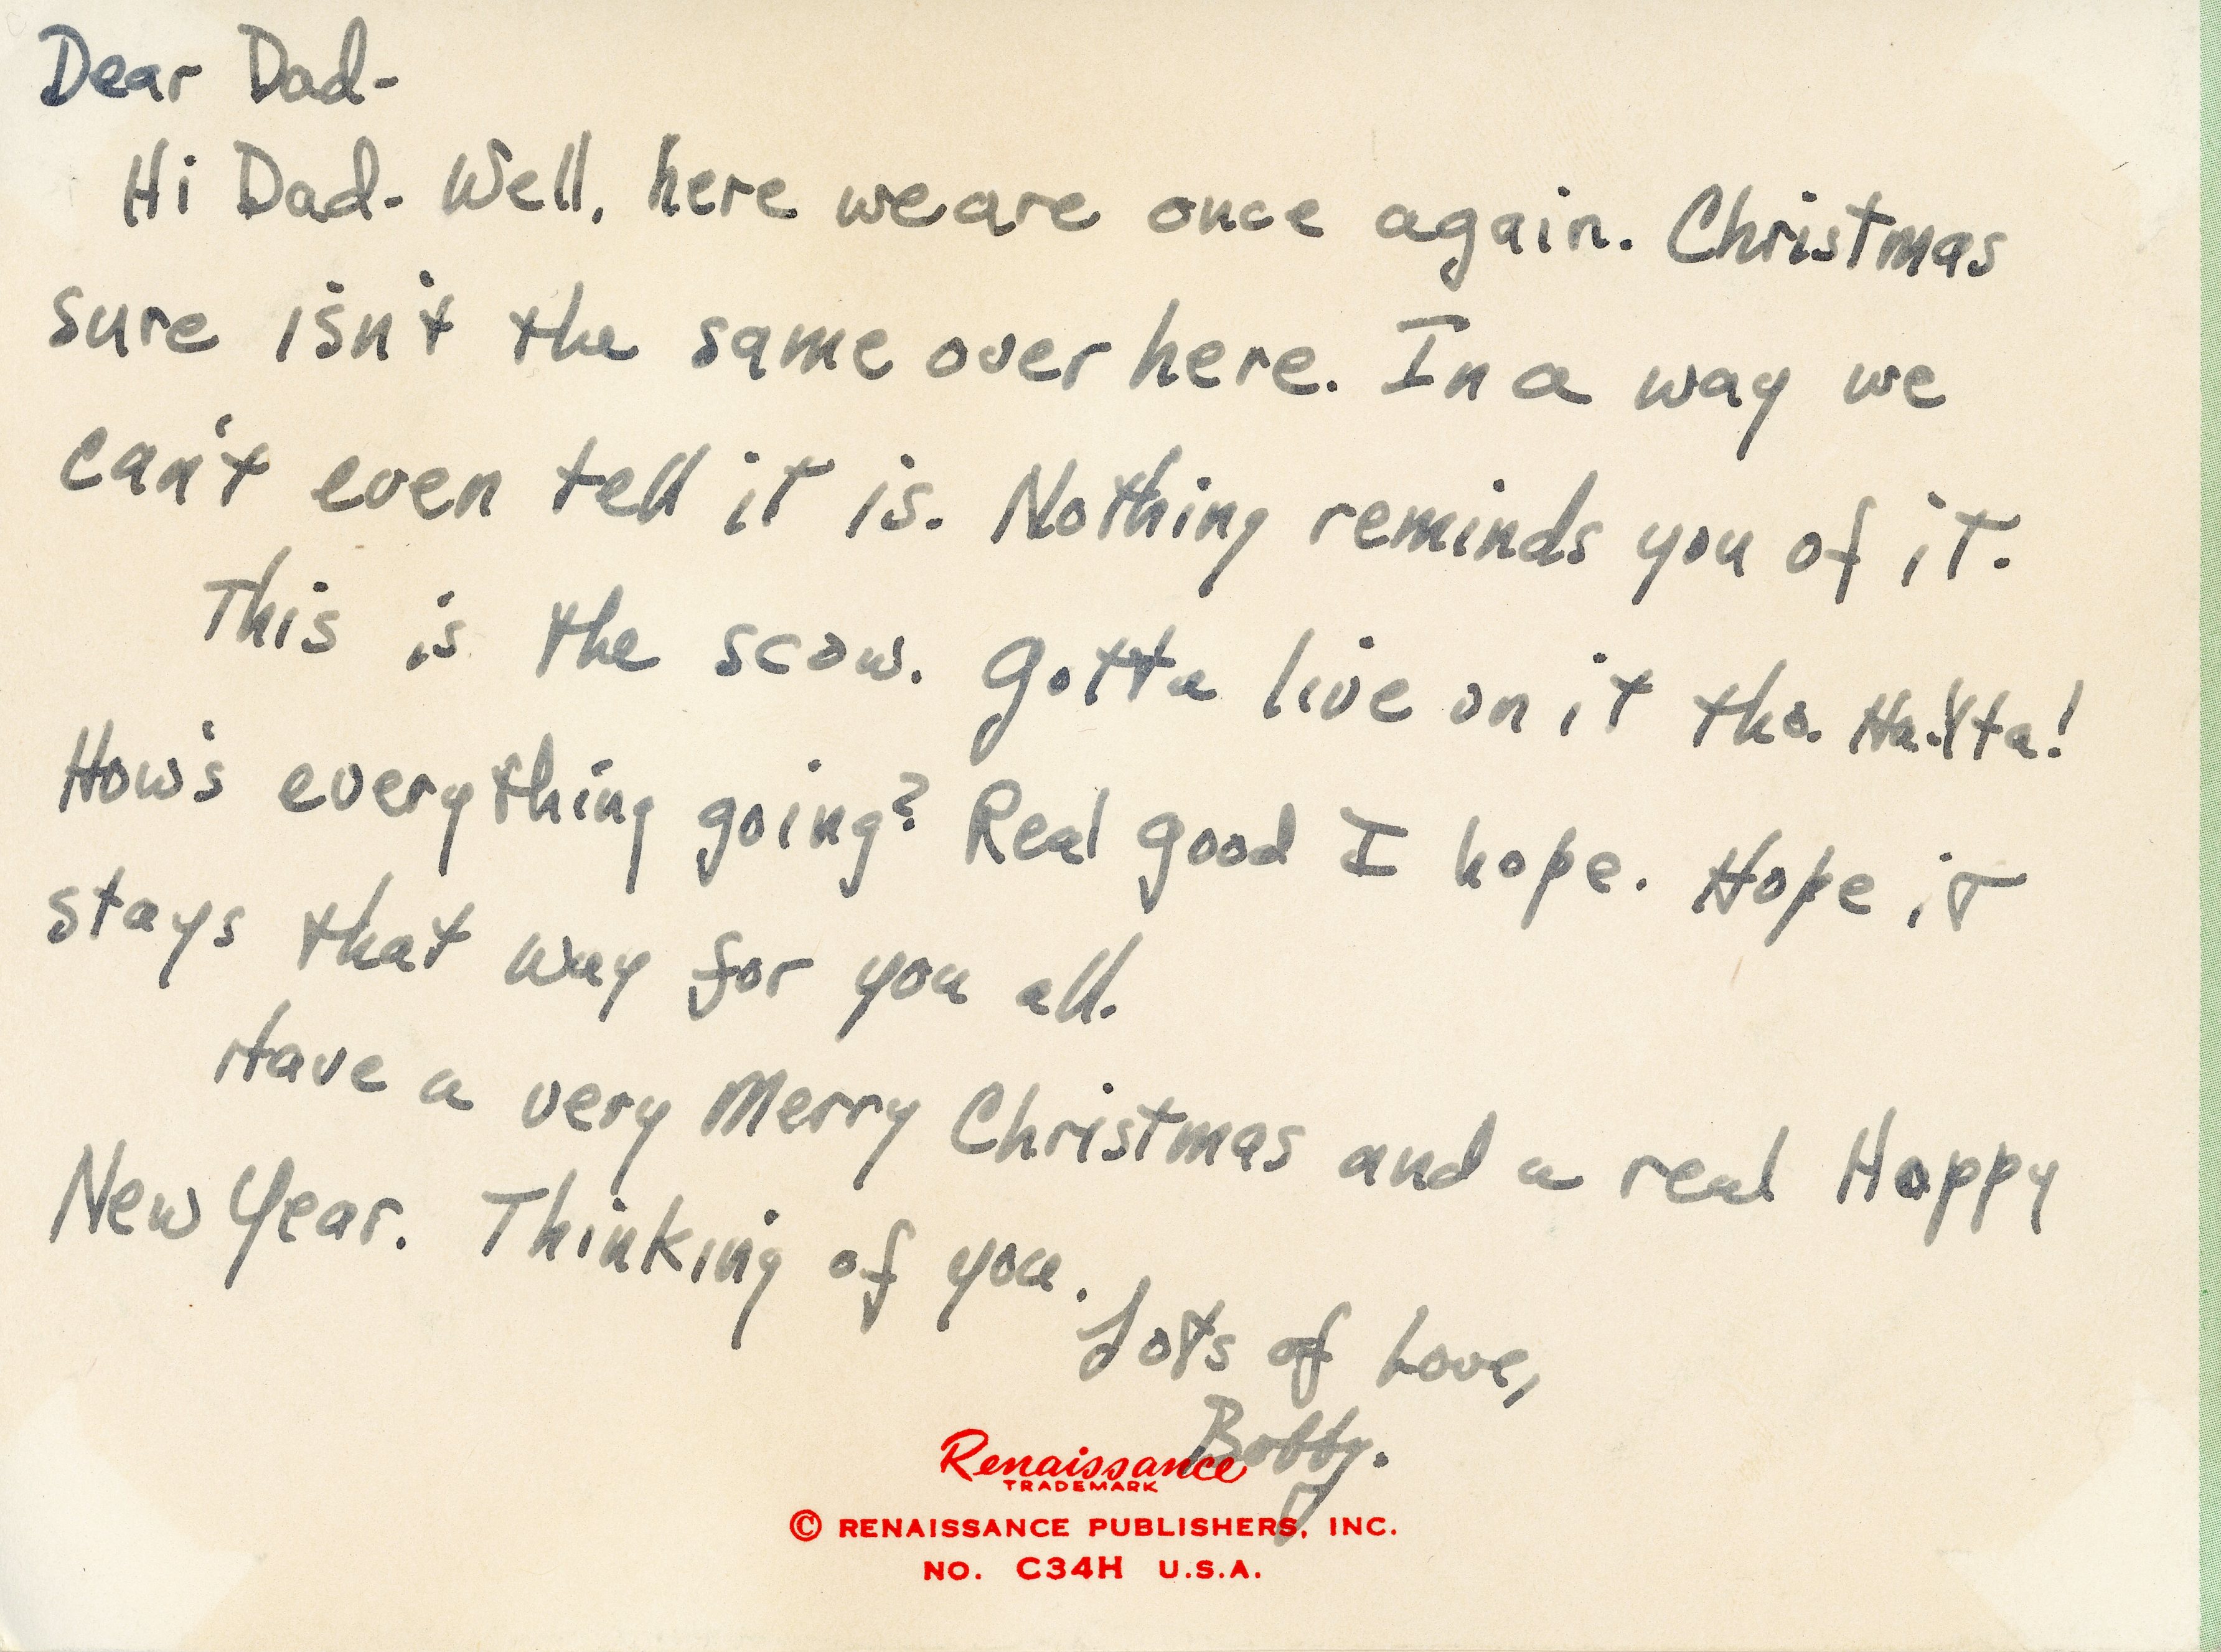 Dear Dad-
Hi Dad- Well, here we are once again. Christmas
sure isn't the same over here. In a way we
can't even tell it is. Nothing reminds you of it.
This is the scow. Gotta live on it tho. Ha. Ha!
How's everything going? Real good I hope. Hope it
stays that way for you all.
Have a very Merry Christmas and a real Happy
New Year. Thinking of you.
Lots of Love,
Bobby.
Renaissance
TRADEMARK
© RENAISSANCE PUBLISHERS, INC.
NO. C34H U.S.A.